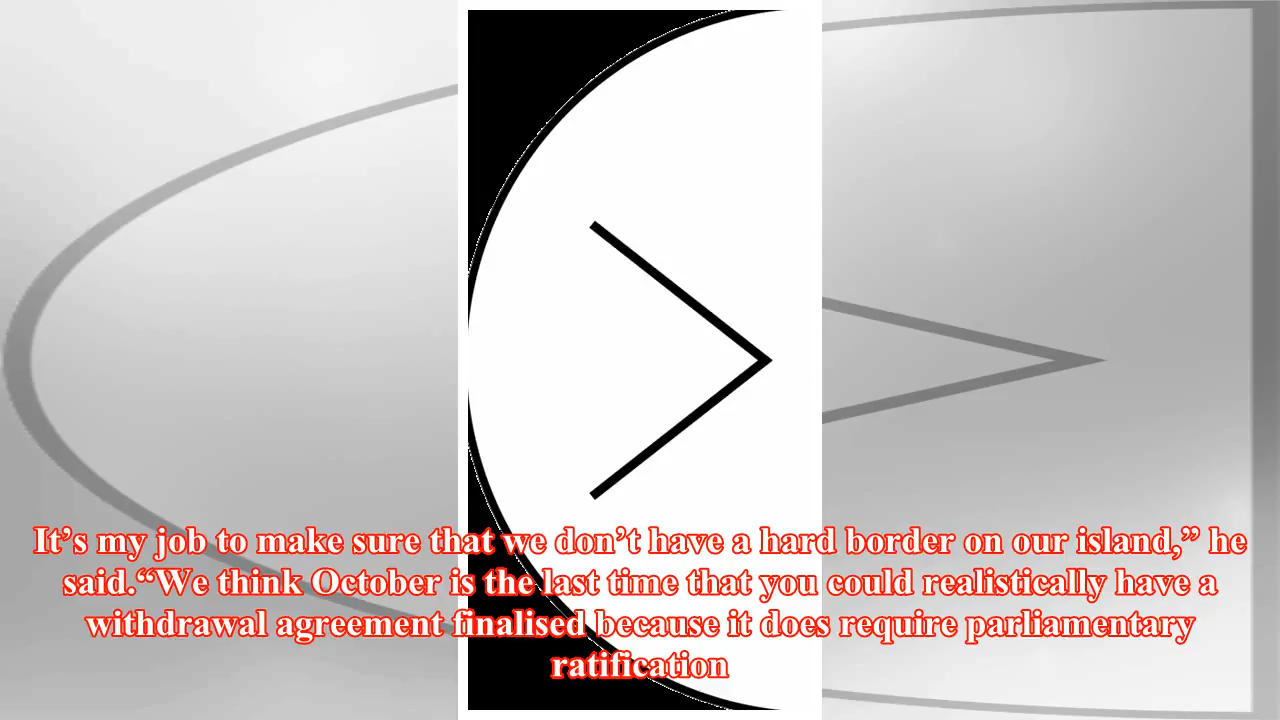 It’s my job to make sure that we don’t have a hard border on our island,” he
said.“We think October is the last time that you could realistically have a
withdrawal agreement finalised because it does require parliamentary
ratification